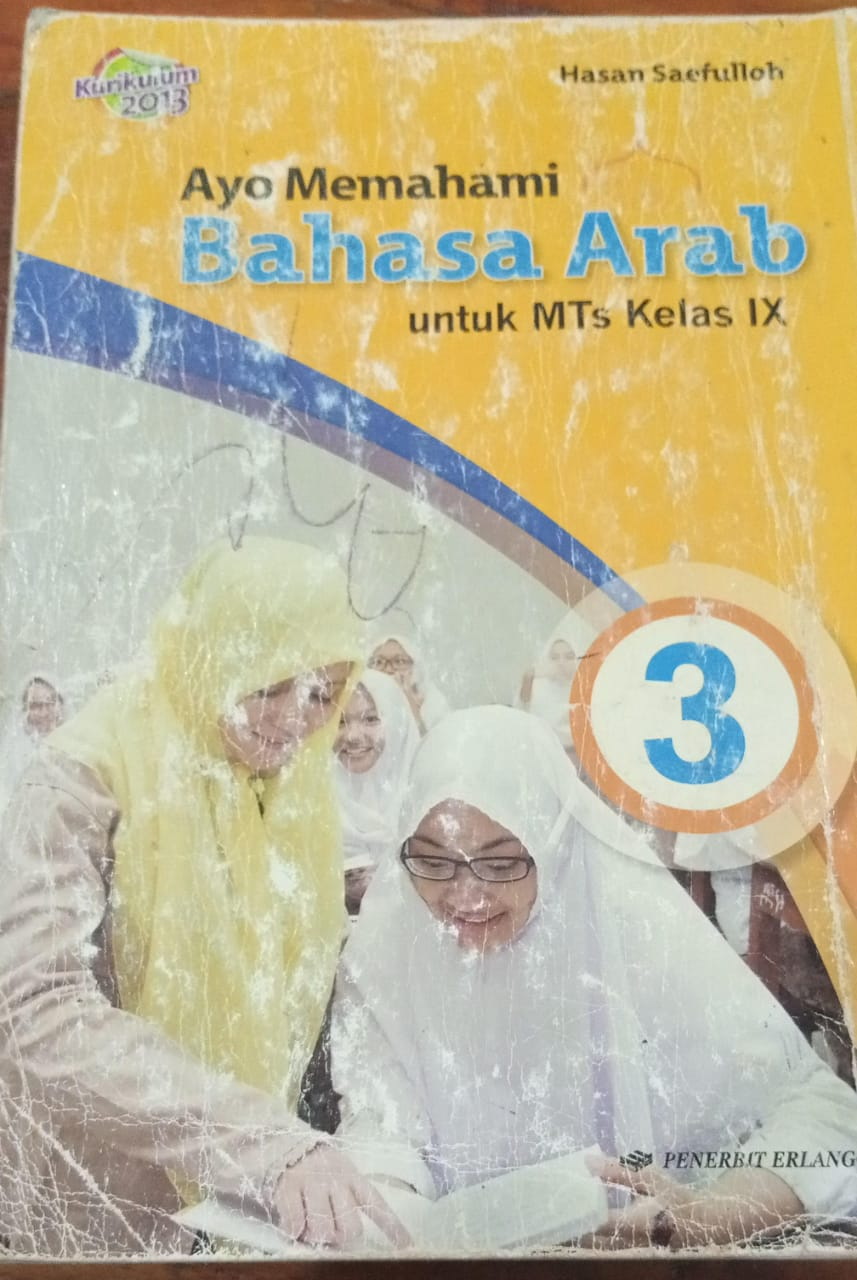 Kurikulum
2013
Hasan Saefulloh
Ayo Memahami
Bahasa Arab
untuk MTs Kelas IX
3
PENERBIT ERLANG